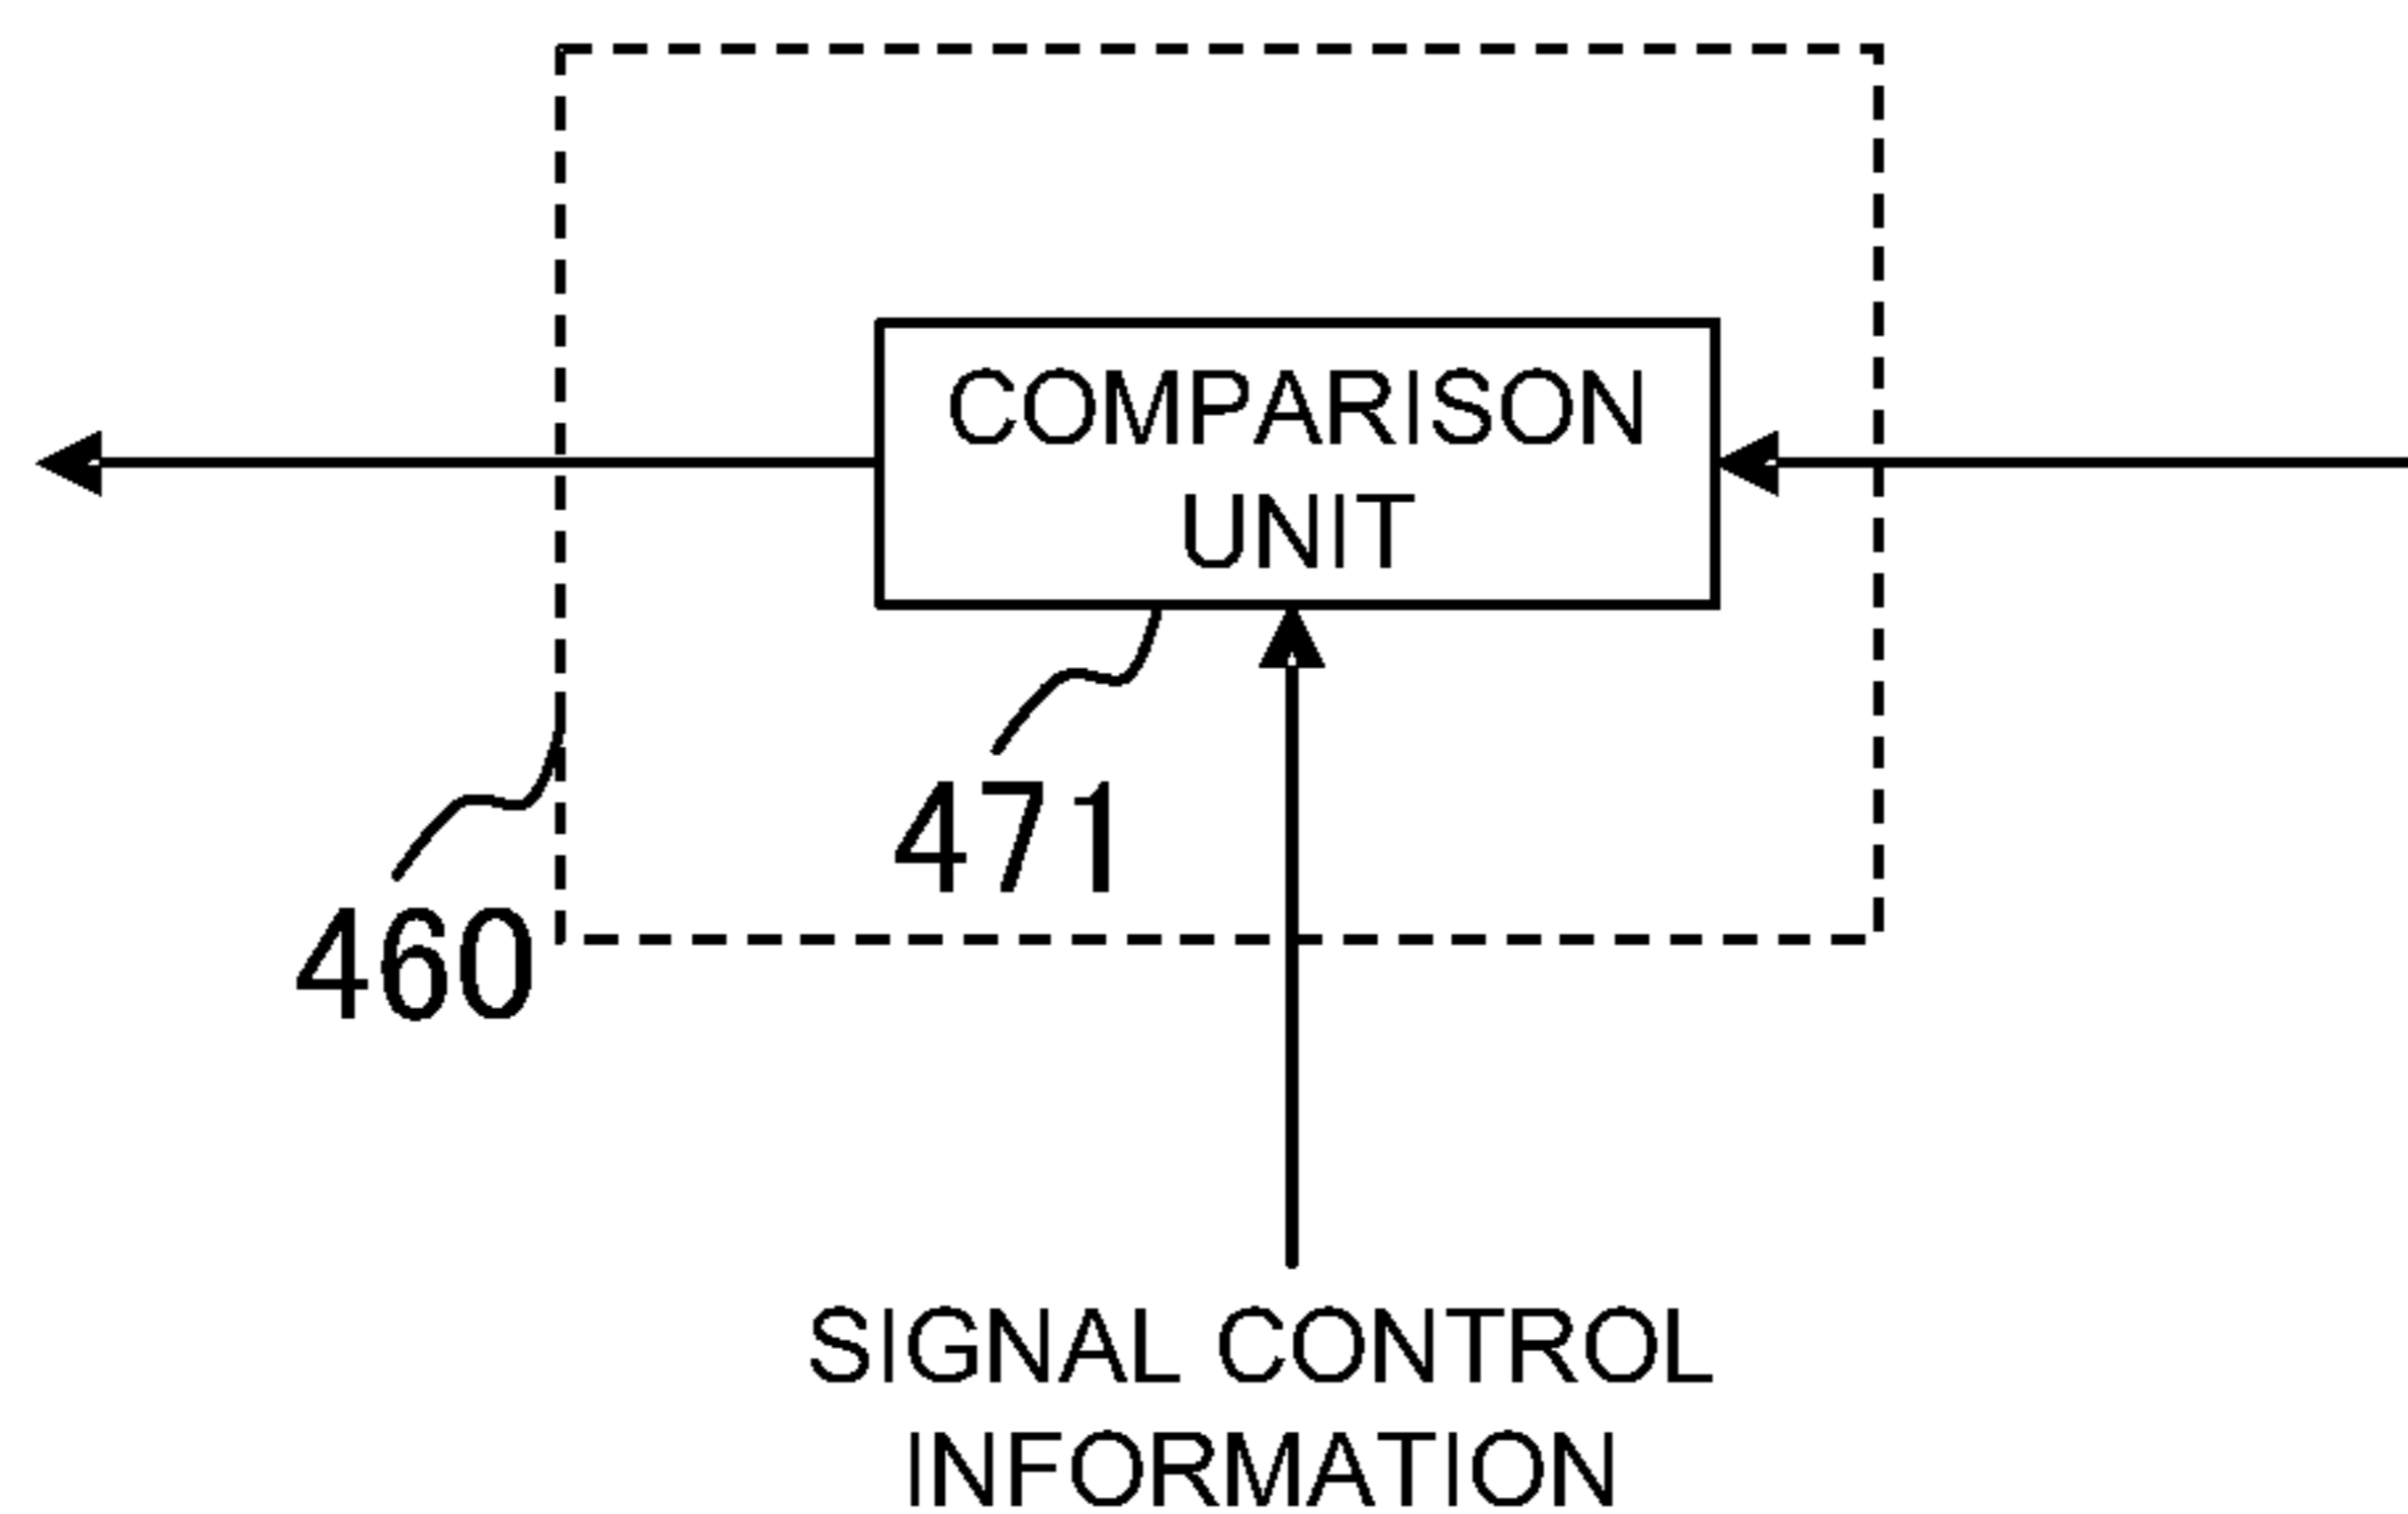 COMPARISON
UNIT
471
460
SIGNAL CONTROL
INFORMATION